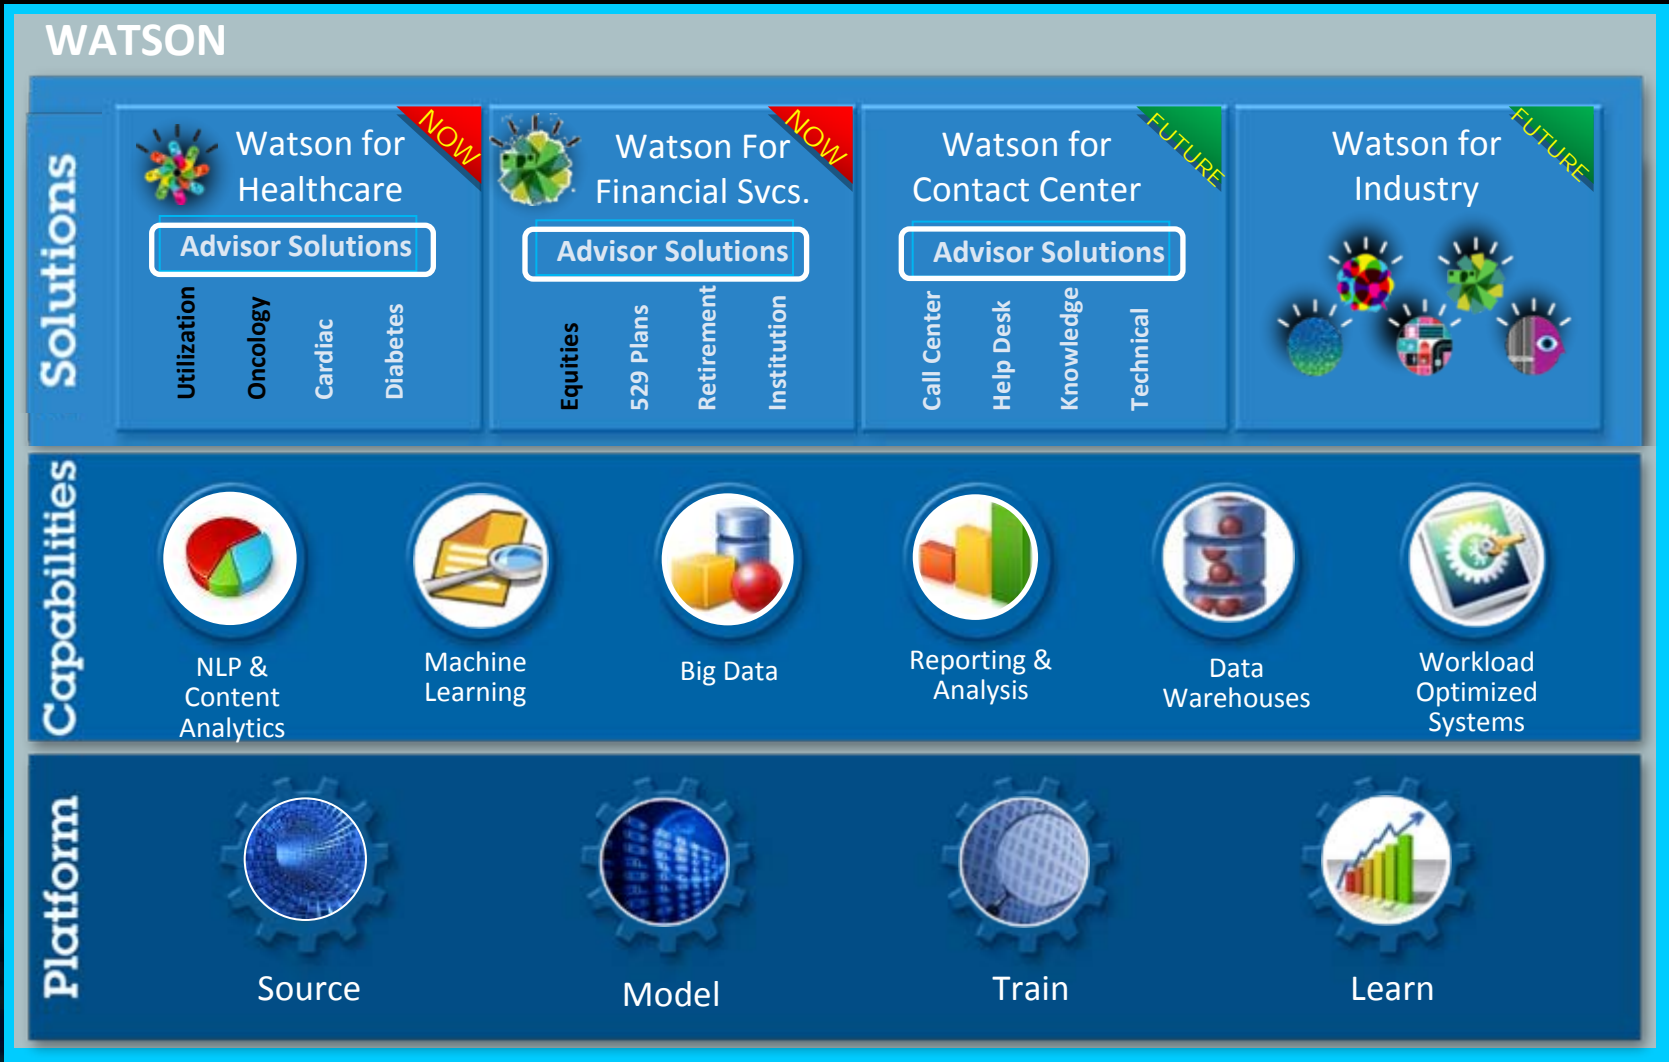 WATSON
Solutions
Watson for
Healthcare
NOW
Advisor Solutions
Utilization
Oncology
Cardiac
Diabetes
Watson For
Financial Svcs.
NOW
Advisor Solutions
Equities
529 Plans
Retirement
Institution
Watson for
Contact Center
FUTURE
Advisor Solutions
Call Center
Help Desk
Knowledge
Technical
Watson for
Industry
FUTURE
Capabilities
NLP &
Content
Analytics
Machine
Learning
Big Data
Reporting &
Analysis
Data
Warehouses
Workload
Optimized
Systems
Platform
Source
Model
Train
Learn